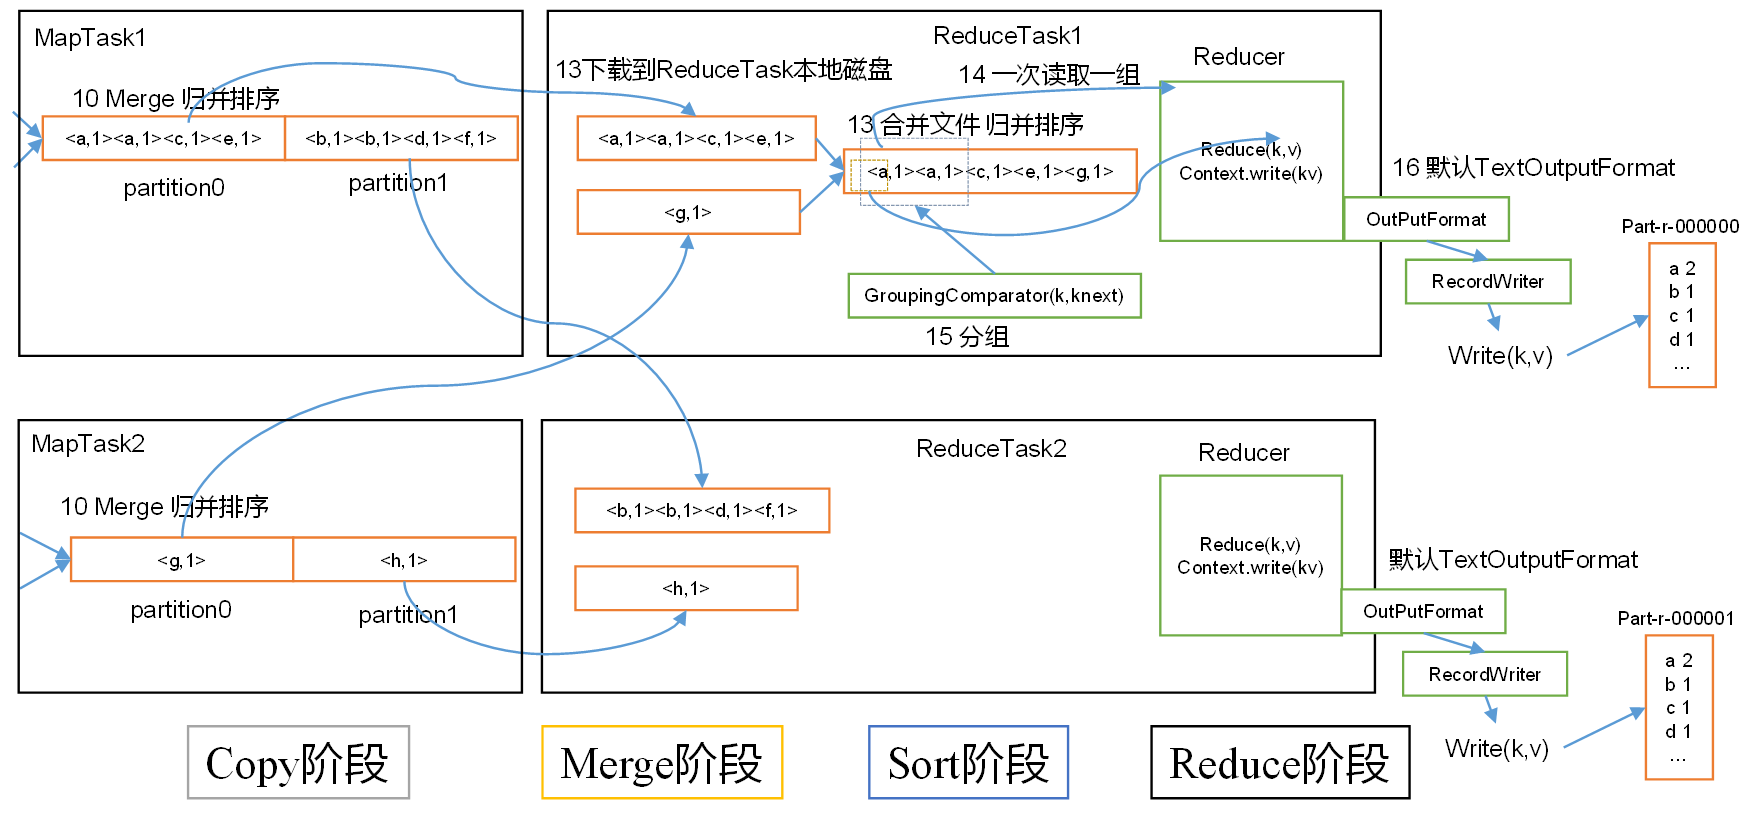 MapTask1
10 Merge 归并排序
<a,1><a,1><c,1><e,1>
<b,1><b,1><d,1><f,1>
partition0
partition1
ReduceTask1
Reducer
13下载到ReduceTask本地磁盘
14 一次读取一组
<a,1><a,1><c,1><e,1>
13 合并文件 归并排序
<a,1><a,1><c,1><e,1><g,1>
<g,1>
Reduce(k,v)
Context.write(kv)
GroupingComparator(k,knext)
15 分组
16 默认TextOutputFormat
OutPutFormat
RecordWriter
Write(k,v)
Part-r-000000
a 2
b 1
c 1
d 1
...
MapTask2
10 Merge 归并排序
<g,1>
<h,1>
partition0
partition1
ReduceTask2
Reducer
<b,1><b,1><d,1><f,1>
<h,1>
Reduce(k,v)
Context.write(kv)
默认TextOutputFormat
OutPutFormat
RecordWriter
Write(k,v)
Part-r-000001
a 2
b 1
c 1
d 1
...
Copy阶段
Merge阶段
Sort阶段
Reduce阶段